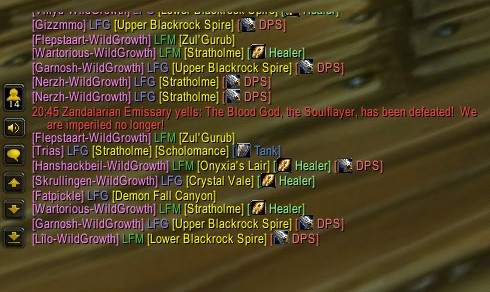 LFG [Lower Blackrock Spire] [Healer]
[Gizzmmo] LFG [Upper Blackrock Spire] [DPS]
[Flepstaart-WildGrowth] LFM [Zul'Gurub]
[Wartorious-WildGrowth] LFM [Stratholme] [Healer]
[Garnosh-WildGrowth] LFG [Upper Blackrock Spire] [DPS]
[Nerzh-WildGrowth] LFG [Stratholme] [DPS]
[Nerzh-WildGrowth] LFG [Stratholme] [DPS]
20:45 Zandalarian Emissary yells: The Blood God, the Soulflayer, has been defeated! We
are imperiled no longer!
[Flepstaart-WildGrowth] LFM [Zul'Gurub]
[Trias] LFG [Stratholme] [Scholomance] [Tank]
[Hanshackbeil-WildGrowth] LFM [Onyxia's Lair] [Healer] [DPS]
[Skrullingen-WildGrowth] LFG [Crystal Vale] [Healer]
[Fatpickle] LFG [Demon Fall Canyon]
[Wartorious-WildGrowth] LFM [Stratholme] [Healer]
[Garnosh-WildGrowth] LFG [Upper Blackrock Spire] [DPS]
[Lilo-WildGrowth] LFM [Lower Blackrock Spire] [DPS]
14